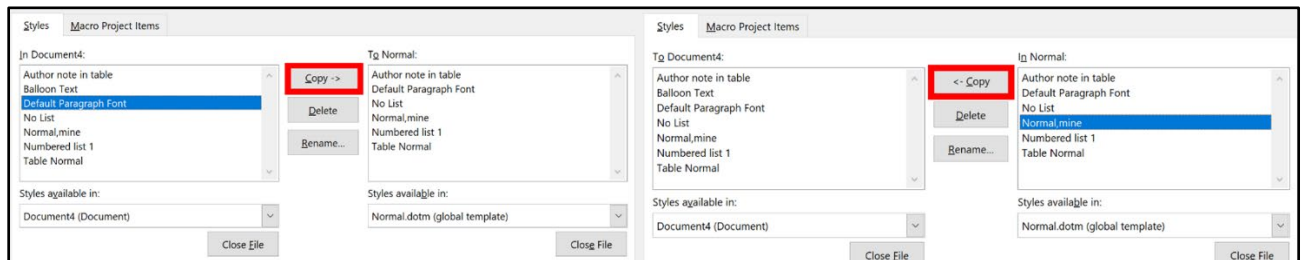 Styles Macro Project Items
In Document4:
Author note in table
Balloon Text
Default Paragraph Font
No List
Normal,mine
Numbered list 1
Table Normal
Copy ->
Delete
Rename...
To Normal:
Author note in table
Default Paragraph Font
No List
Normal,mine
Numbered list 1
Table Normal
Styles available in:
Document4 (Document)
Close File
Styles available in:
Normal.dotm (global template)
Close File
Styles Macro Project Items
To Document4:
Author note in table
Balloon Text
Default Paragraph Font
No List
Normal,mine
Numbered list 1
Table Normal
<- Copy
Delete
Rename...
In Normal:
Author note in table
Default Paragraph Font
No List
Normal,mine
Numbered list 1
Table Normal
Styles available in:
Document4 (Document)
Close File
Styles available in:
Normal.dotm (global template)
Close File